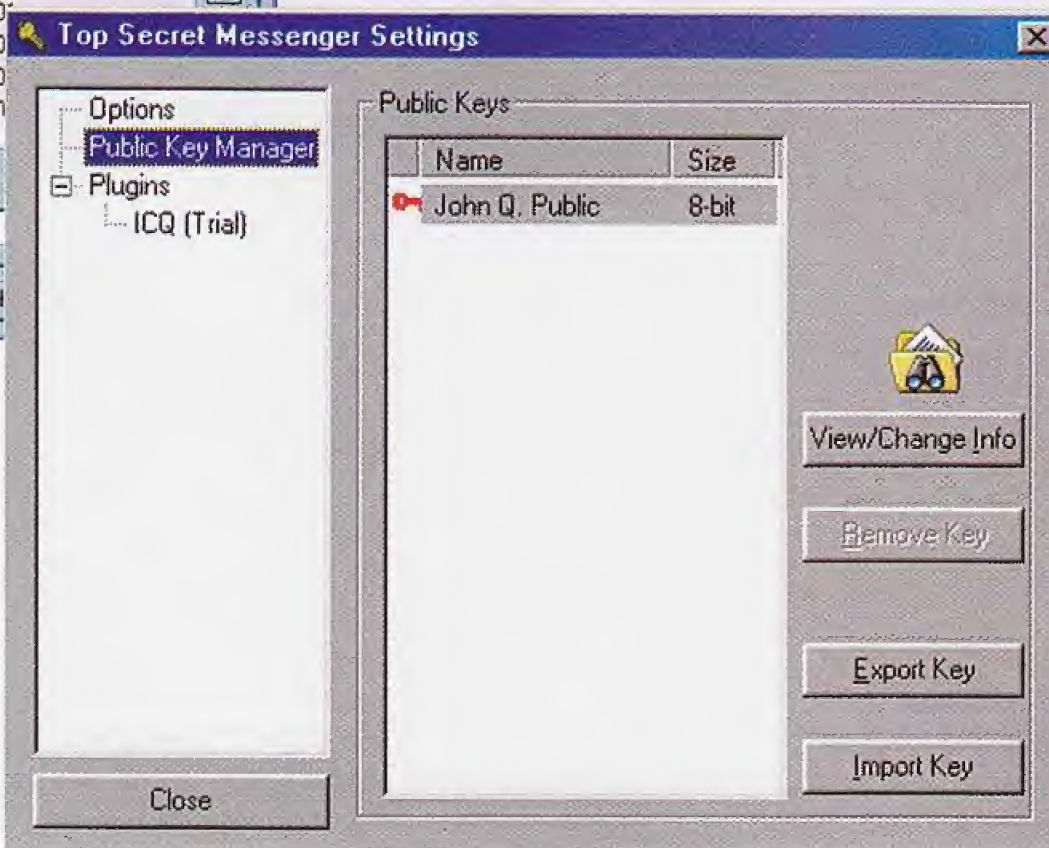 Top Secret Messenger Settings
Options
Public Key Manager
Plugins
ICQ (Trial)
Close
Public Keys
Name Size
John Q. Public 8-bit
View/Change Info
Remove Key
Export Key
Import Key